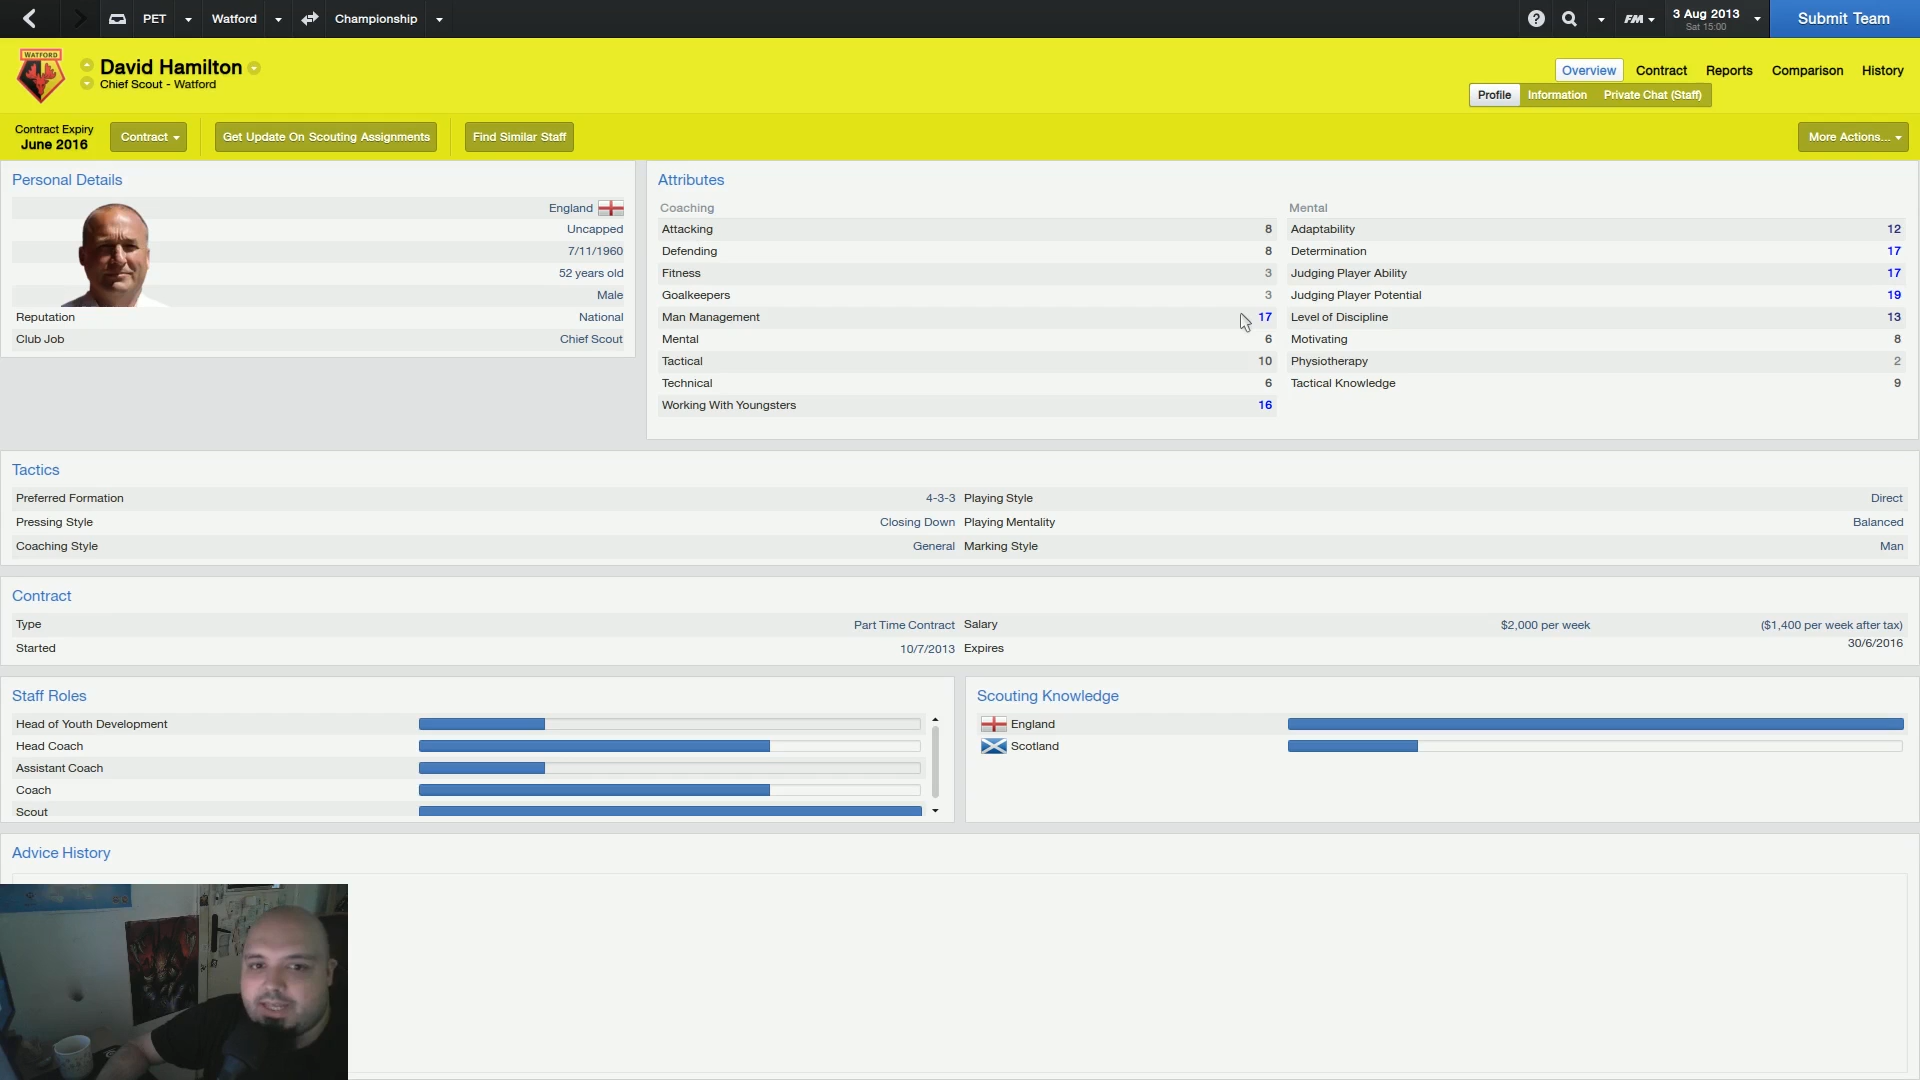 PET Watford Championship ? FM 3 Aug 2013 Submit Team
Sat 15:00
WATFORD
David Hamilton
Chief Scout - Watford
Overview Contract Reports Comparison History
Profile Information Private Chat (Staff)
Contract Expiry
June 2016
Contract Get Update On Scouting Assignments Find Similar Staff More Actions...
Personal Details
England
Uncapped
7/11/1960
52 years old
Male
Reputation National
Club Job Chief Scout
Attributes
Coaching
Attacking 8
Defending 8
Fitness 3
Goalkeepers 3
Man Management 17
Mental 6
Tactical 10
Technical 6
Working With Youngsters 16
Mental
Adaptability 12
Determination 17
Judging Player Ability 17
Judging Player Potential 19
Level of Discipline 13
Motivating 8
Physiotherapy 2
Tactical Knowledge 9
Tactics
Preferred Formation 4-3-3 Playing Style Direct
Pressing Style Closing Down Playing Mentality Balanced
Coaching Style General Marking Style Man
Contract
Type Part Time Contract Salary $2,000 per week ($1,400 per week after tax)
Started 10/7/2013 Expires 30/6/2016
Staff Roles
Head of Youth Development
Head Coach
Assistant Coach
Coach
Scout
Scouting Knowledge
England
Scotland
Advice History